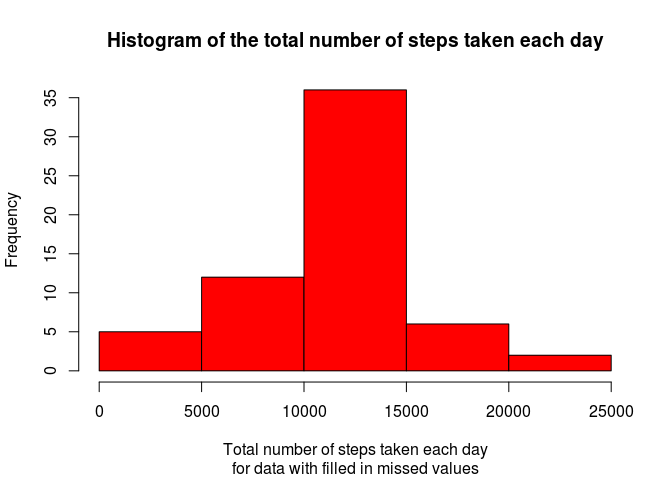 Histogram of the total number of steps taken each day
Frequency
35
30
25
20
15
10
5
0
0 5000 10000 15000 20000 25000
Total number of steps taken each day
for data with filled in missed values